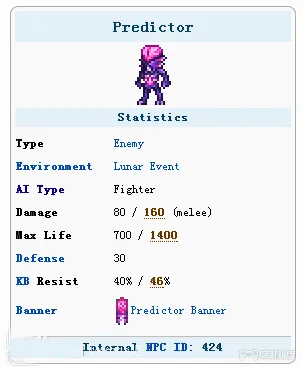 Predictor
Statistics
Type Enemy
Environment Lunar Event
AI Type Fighter
Damage 80 / 160 (melee)
Max Life 700 / 1400
Defense 30
KB Resist 40% / 46%
Banner Predictor Banner
Internal NPC ID: 424